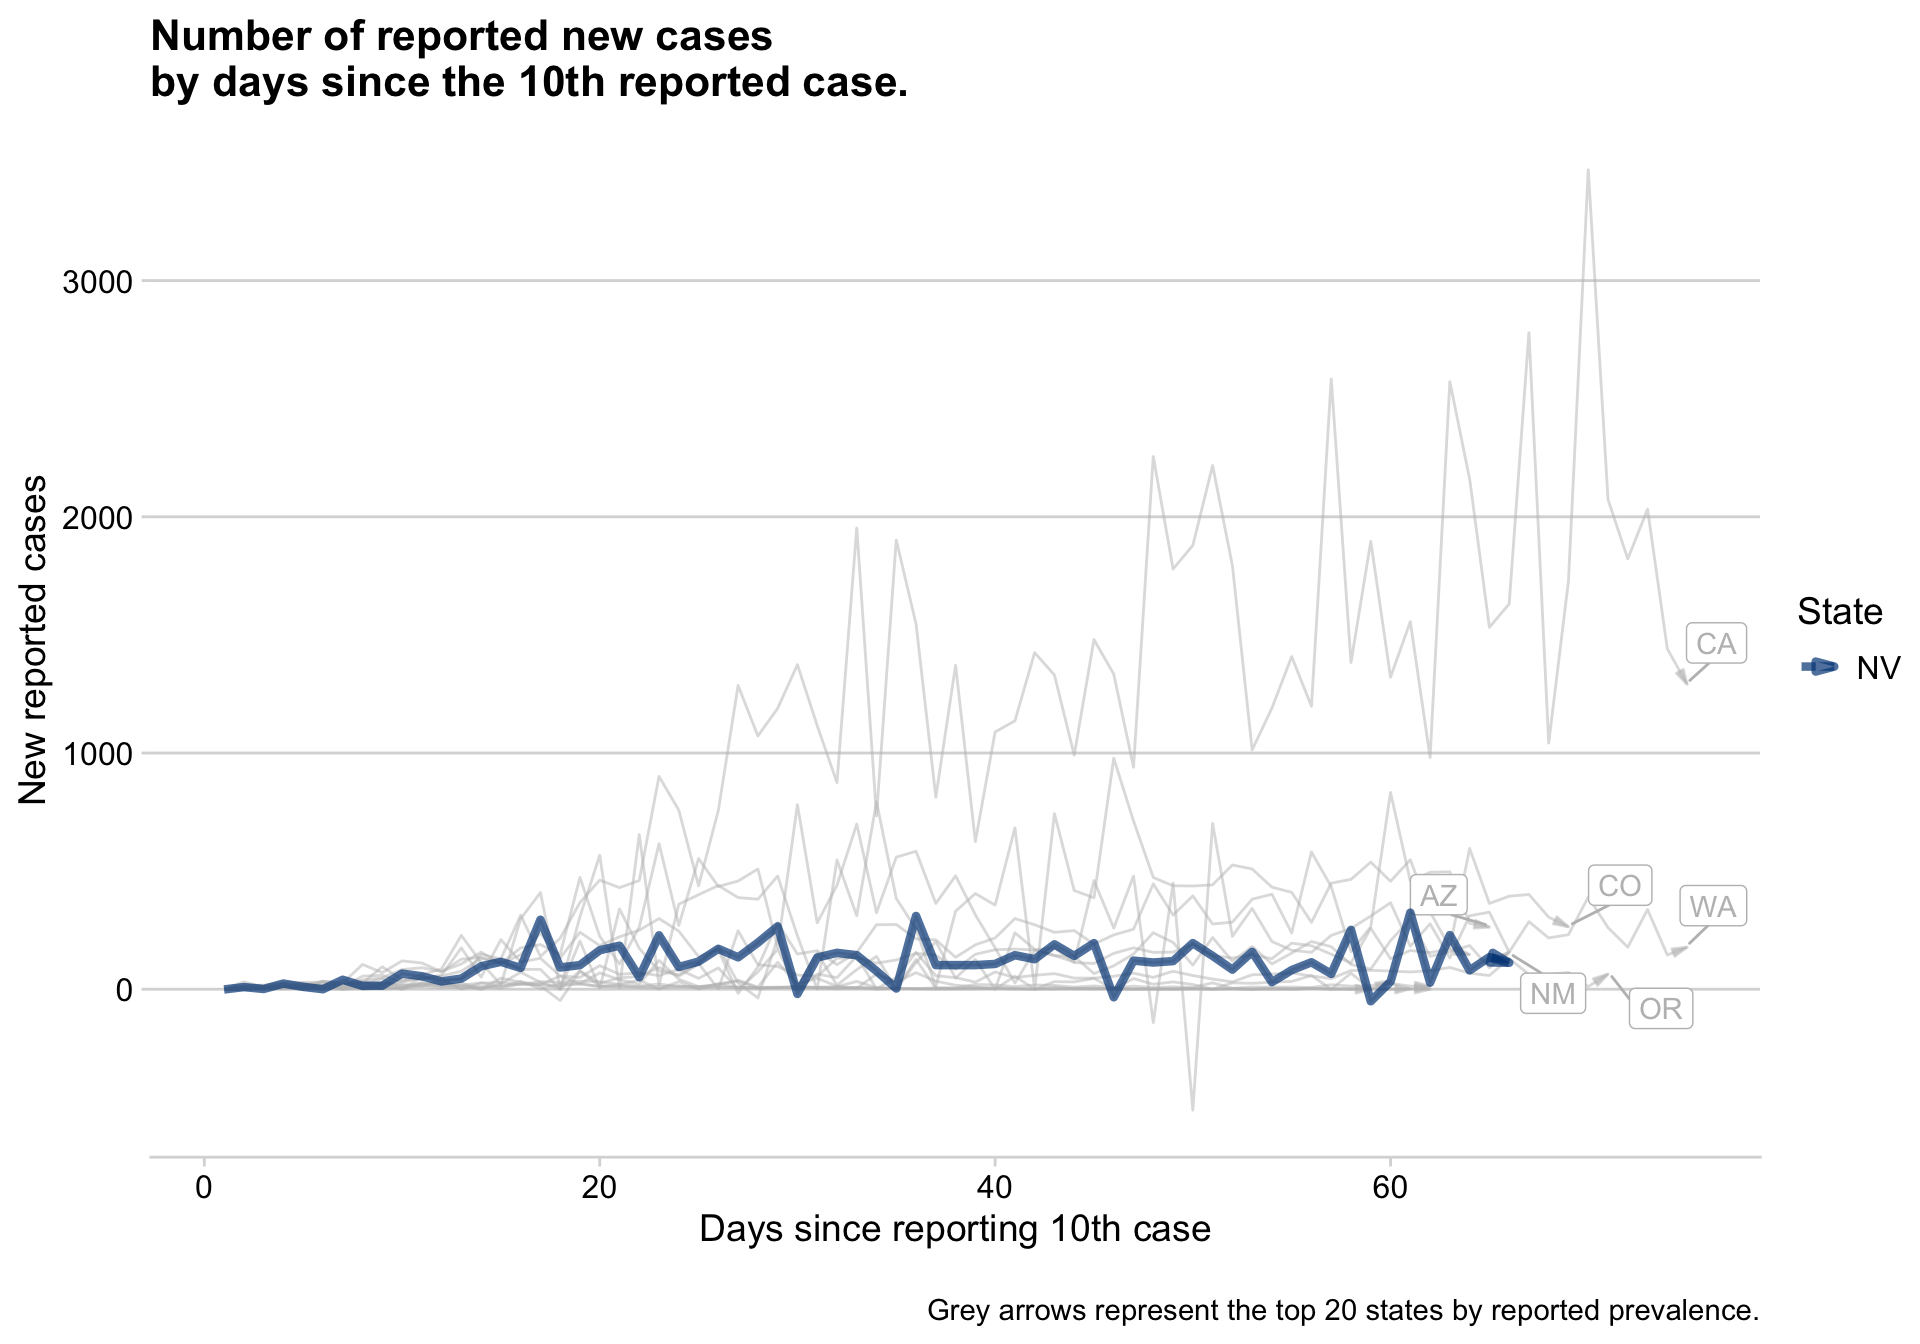 Number of reported new cases
by days since the 10th reported case.
New reported cases
3000
2000
1000
0
0
20
40
60
Days since reporting 10th case
CA
CO
AZ
WA
NM
OR
State
NV
Grey arrows represent the top 20 states by reported prevalence.